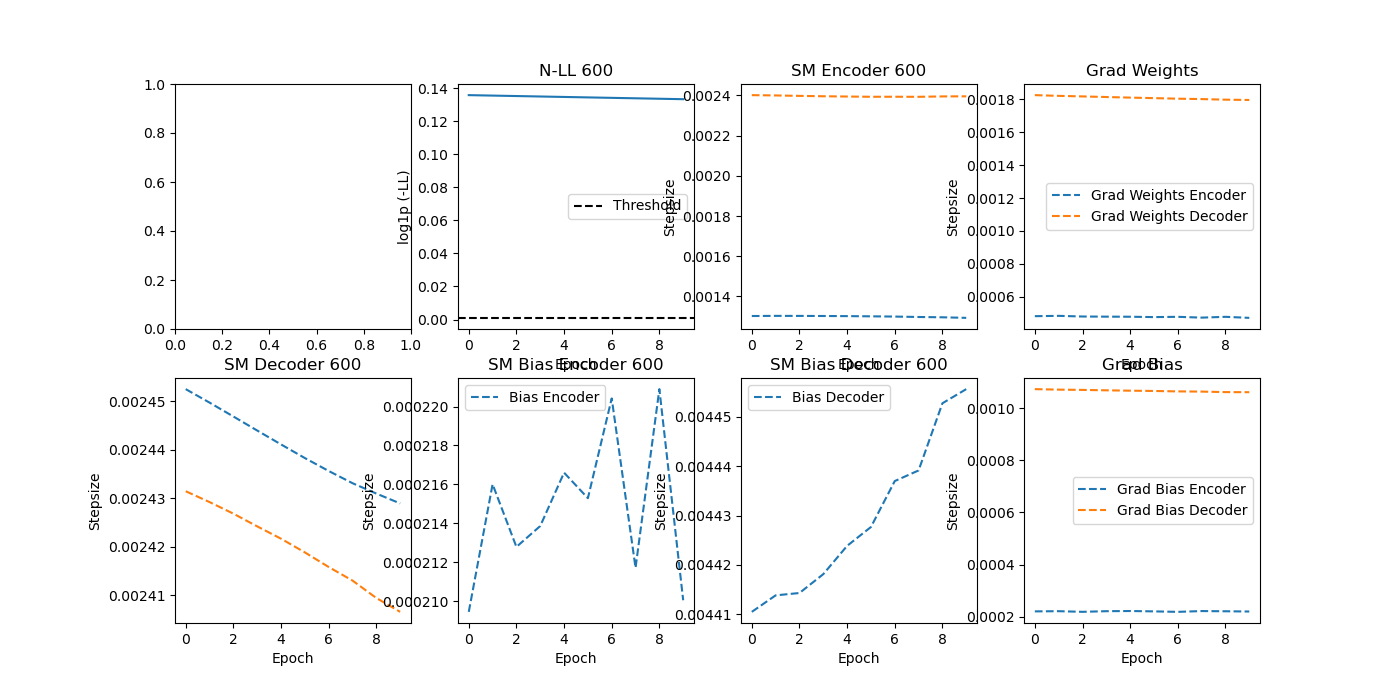 N-LL 600
SM Encoder 600
Grad Weights
1.0
0.8
0.6
0.4
0.2
0.0
0.0 0.2 0.4 0.6 0.8 1.0
log1p (-LL)
0.14
0.12
0.10
0.08
0.06
0.04
0.02
0.00
Threshold
0 2 4 6 8
Epoch
Stepsize
0.0024
0.0022
0.0020
0.0018
0.0016
0.0014
0 2 4 6 8
Epoch
Stepsize
0.0018
0.0016
0.0014
0.0012
0.0010
0.0008
0.0006
Grad Weights Encoder
Grad Weights Decoder
0 2 4 6 8
Epoch
SM Decoder 600
SM Bias Encoder 600
SM Bias Decoder 600
Grad Bias
Stepsize
0.00245
0.00244
0.00243
0.00242
0.00241
0 2 4 6 8
Epoch
Stepsize
0.000220
0.000218
0.000216
0.000214
0.000212
0.000210
Bias Encoder
0 2 4 6 8
Epoch
Stepsize
0.00445
0.00444
0.00443
0.00442
0.00441
Bias Decoder
0 2 4 6 8
Epoch
Stepsize
0.0010
0.0008
0.0006
0.0004
0.0002
Grad Bias Encoder
Grad Bias Decoder
0 2 4 6 8
Epoch